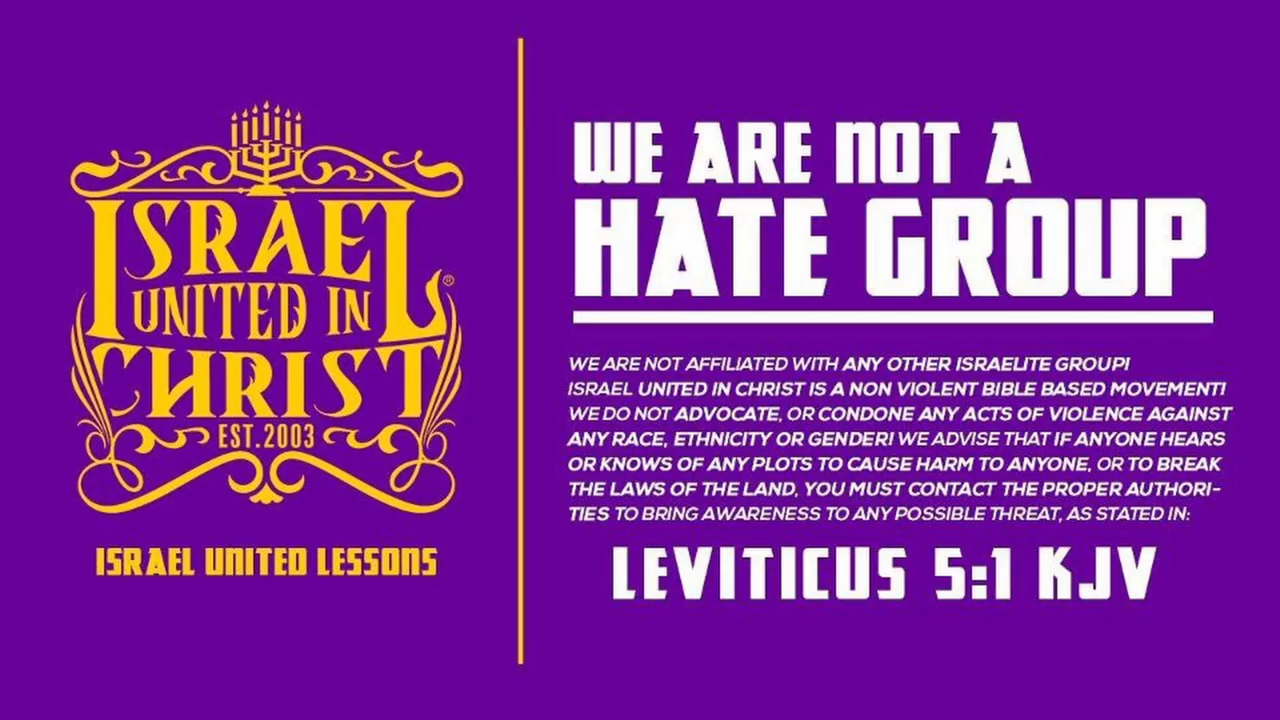 ISRAEL
UNITED IN
CHRIST
®
EST.2003
ISRAEL UNITED LESSONS
WE ARE NOT A
HATE GROUP
WE ARE NOT AFFILIATED WITH ANY OTHER ISRAELITE GROUP!
ISRAEL UNITED IN CHRIST IS A NON VIOLENT BIBLE BASED MOVEMENT!
WE DO NOT ADVOCATE, OR CONDONE ANY ACTS OF VIOLENCE AGAINST
ANY RACE, ETHNICITY OR GENDER! WE ADVISE THAT IF ANYONE HEARS
OR KNOWS OF ANY PLOTS TO CAUSE HARM TO ANYONE, OR TO BREAK
THE LAWS OF THE LAND, YOU MUST CONTACT THE PROPER AUTHORI-
TIES TO BRING AWARENESS TO ANY POSSIBLE THREAT, AS STATED IN:
LEVITICUS 5:1 KJV